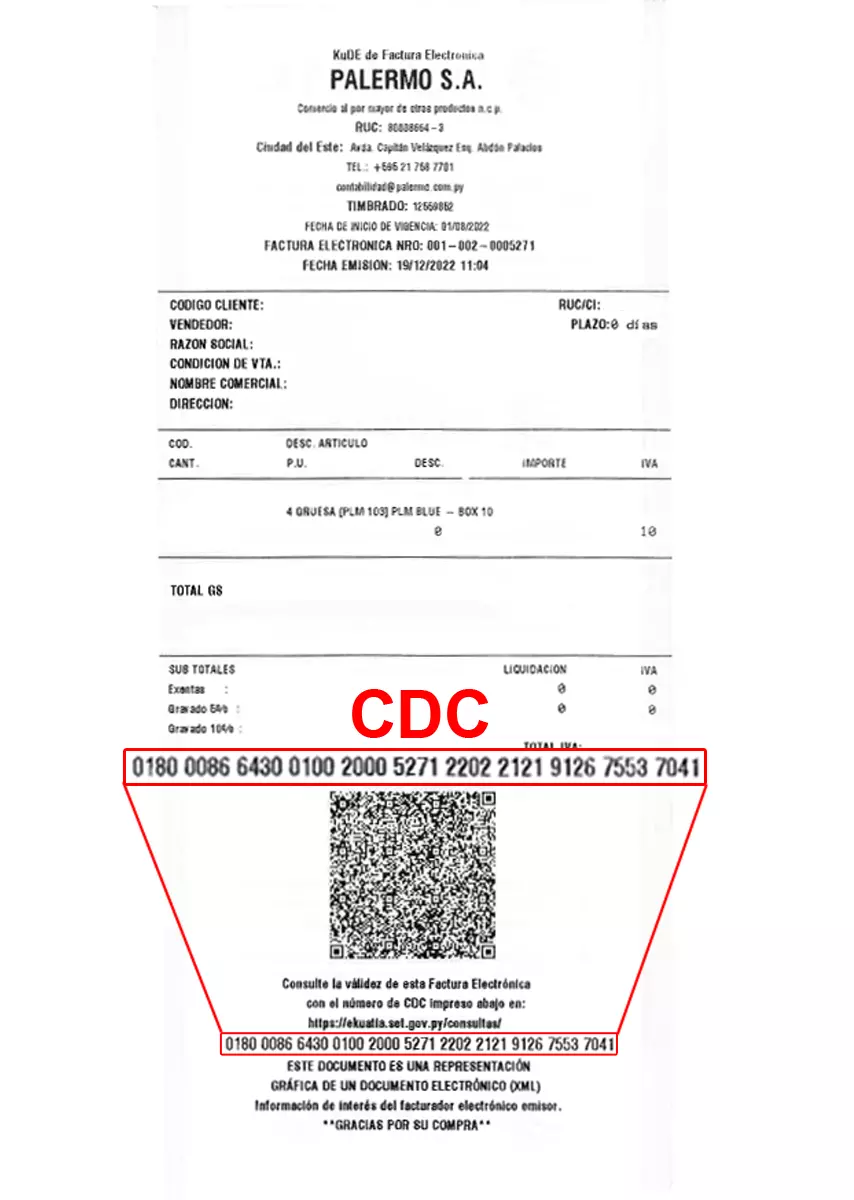 KuDE de Factura Electronica
PALERMO S.A.
Comercio al por mayor de otros productos n.c.p.
RUC: 80086643-3
Ciudad del Este: Avda. Capitán Velázquez Esq. Abdón Palacios
TEL.: +595 21 758 7701
contabilidad@palermo.com.py
TIMBRADO: 12559862
FECHA DE INICIO DE VIGENCIA: 01/08/2022
FACTURA ELECTRONICA NRO: 001-002-0005271
FECHA EMISION: 19/12/2022 11:04
CODIGO CLIENTE: RUC/CI:
VENDEDOR: PLAZO:0 días
RAZON SOCIAL:
CONDICION DE VTA.:
NOMBRE COMERCIAL:
DIRECCION:
COD. DESC. ARTICULO
CANT. P.U. DESC. IMPORTE IVA
4 GRUESA [PLM 103] PLM BLUE - BOX 10
0 10
TOTAL GS
SUB TOTALES LIQUIDACION IVA
Exentas : 0 0
Gravado 5% : 0 0
Gravado 10% :
CDC
TOTAL IVA:
0180 0086 6430 0100 2000 5271 2202 2121 9126 7553 7041
Consulte la válidez de esta Factura Electrónica
con el número de CDC impreso abajo en:
https://ekuatia.set.gov.py/consultas/
0180 0086 6430 0100 2000 5271 2202 2121 9126 7553 7041
ESTE DOCUMENTO ES UNA REPRESENTACIÓN
GRÁFICA DE UN DOCUMENTO ELECTRÓNICO (XML)
Información de interés del facturador electrónico emisor.
**GRACIAS POR SU COMPRA**